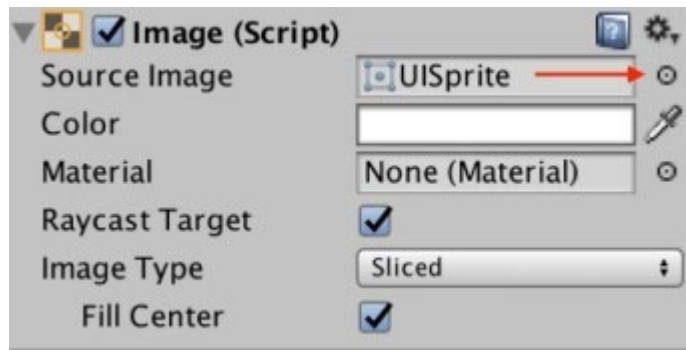 Image (Script)
Source Image UISprite
Color
Material None (Material)
Raycast Target
Image Type Sliced
Fill Center